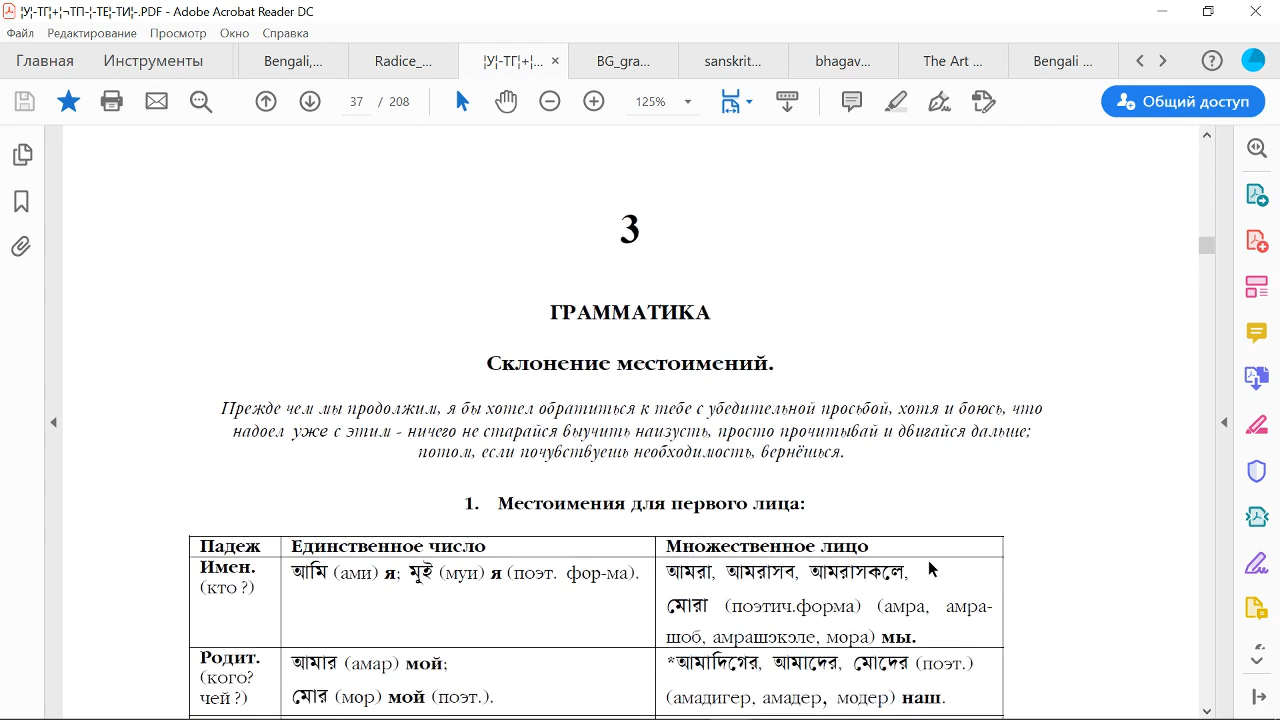 ¦У¦-ТГ¦+¦¬ТП-¦-ТЕ¦-ТИ¦-.PDF - Adobe Acrobat Reader DC
Файл Редактирование Просмотр Окно Справка
Главная Инструменты Bengali,... Radice_... ¦У¦-ТГ¦+¦... × BG_gra... sanskrit... bhagav... The Art ... Bengali ...
37 / 208 125% Общий доступ
3
ГРАММАТИКА
Склонение местоимений.
Прежде чем мы продолжим, я бы хотел обратиться к тебе с убедительной просьбой, хотя и боюсь, что
надоел уже с этим - ничего не старайся выучить наизусть, просто прочитывай и двигайся дальше;
потом, если почувствуешь необходимость, вернёшься.
1. Местоимения для первого лица:
Падеж Единственное число Множественное лицо
Имен. আমি (ами) я; মুই (муи) я (поэт. фор-ма). আমরা, আমরাসব, আমরাসকলে,
(кто ?) মোরা (поэтич.форма) (амра, амра-
шоб, амрашэкэле, мора) мы.
Родит. আমার (амар) мой; *আমাদিগের, আমাদের, মোদের (поэт.)
(кого?
чей ?) মোর (мор) мой (поэт.). (амадигер, амадер, модер) наш.